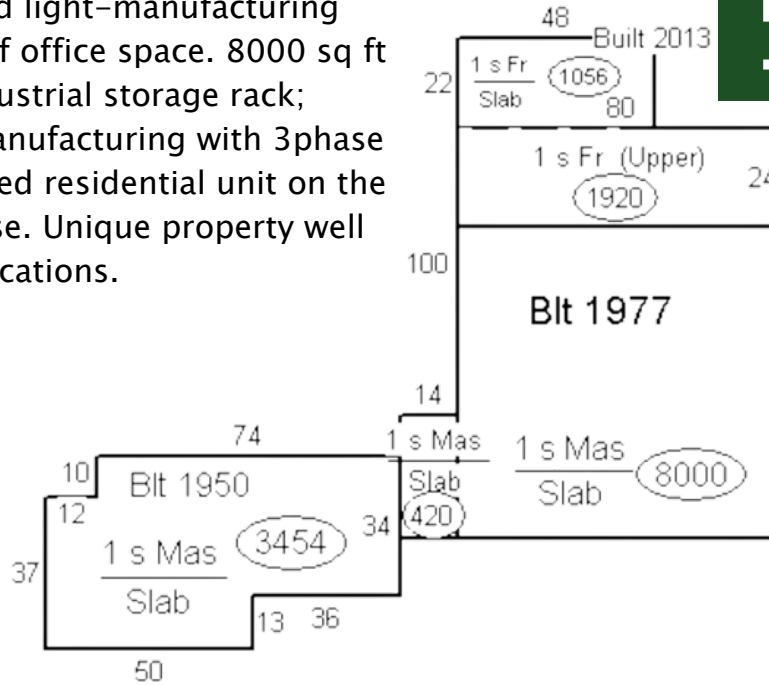 d light-manufacturing
of office space. 8000 sq ft
ustrial storage rack;
anufacturing with 3phase
ed residential unit on the
se. Unique property well
cations.
48
Built 2013
22
1 s Fr
Slab
1056
80
1 s Fr (Upper)
1920
24
100
Blt 1977
14
1 s Mas
Slab
420
1 s Mas
Slab
8000
74
10
Blt 1950
12
34
3454
1 s Mas
Slab
37
13
36
50